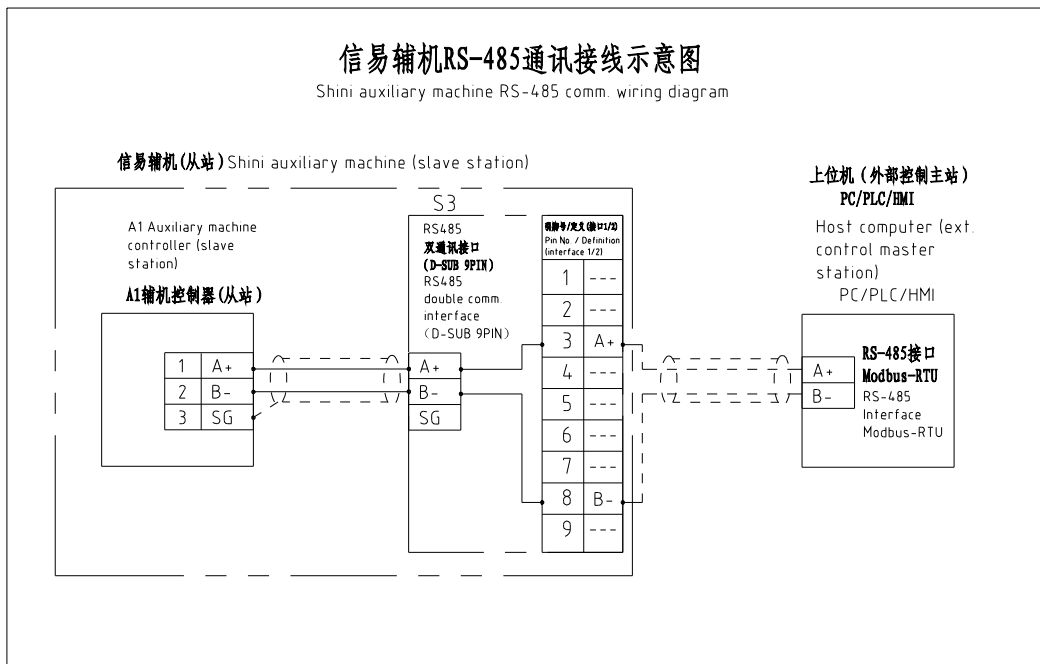 信易辅机RS-485通讯接线示意图
Shini auxiliary machine RS-485 comm. wiring diagram
信易辅机(从站) Shini auxiliary machine (slave station)
A1 Auxiliary machine
controller (slave
station)
A1辅机控制器(从站)
1 A+
2 B-
3 SG
S3
RS485
双通讯接口
(D-SUB 9PIN)
RS485
double comm.
interface
(D-SUB 9PIN)
A+
B-
SG
/定义(接口1/2)
Pin No. / Definition
(interface 1/2)
1 ---
2 ---
3 A+
4 ---
5 ---
6 ---
7 ---
8 B-
9 ---
上位机(外部控制主站)
PC/PLC/HMI
Host computer (ext.
control master
station)
PC/PLC/HMI
A+
B-
RS-485接口
Modbus-RTU
RS-485
Interface
Modbus-RTU